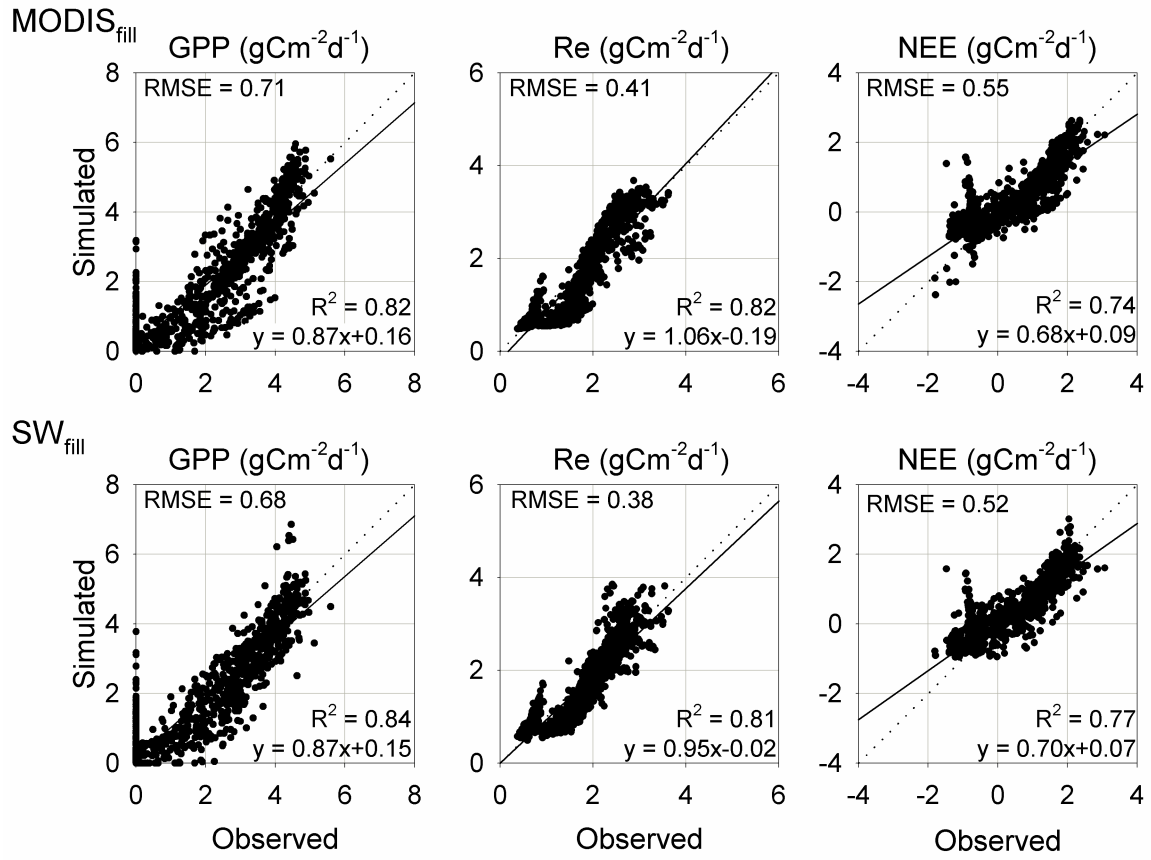 MODISfill
GPP (gCm-2d-1) Re (gCm-2d-1) NEE (gCm-2d-1)
8 6 4
RMSE = 0.71 RMSE = 0.41 RMSE = 0.55
6 4 2
Simulated
4 2 0
2 -2
R2 = 0.82 R2 = 0.82 R2 = 0.74
y = 0.87x+0.16 y = 1.06x-0.19 y = 0.68x+0.09
0 0 -4
0 2 4 6 8 0 2 4 6 -4 -2 0 2 4
SWfill
GPP (gCm-2d-1) Re (gCm-2d-1) NEE (gCm-2d-1)
8 6 4
RMSE = 0.68 RMSE = 0.38 RMSE = 0.52
6 4 2
Simulated
4 2 0
2 -2
R2 = 0.84 R2 = 0.81 R2 = 0.77
y = 0.87x+0.15 y = 0.95x-0.02 y = 0.70x+0.07
0 0 -4
0 2 4 6 8 0 2 4 6 -4 -2 0 2 4
Observed Observed Observed